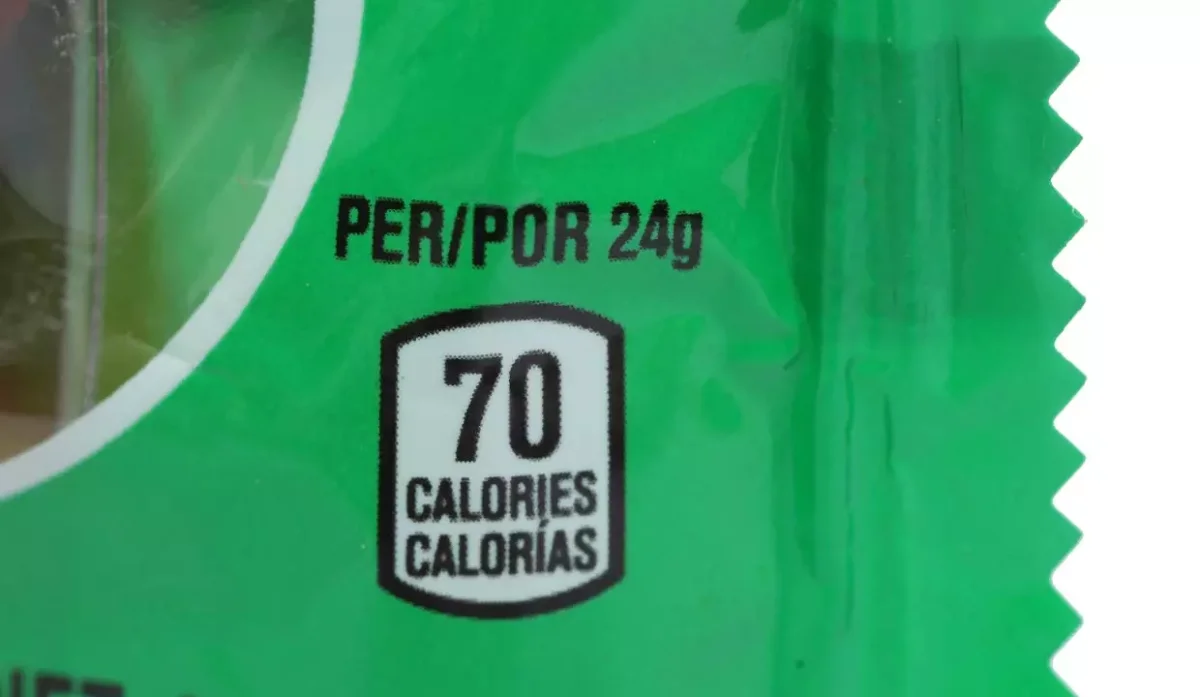 PER/POR 24g
70
CALORIES
CALORÍAS